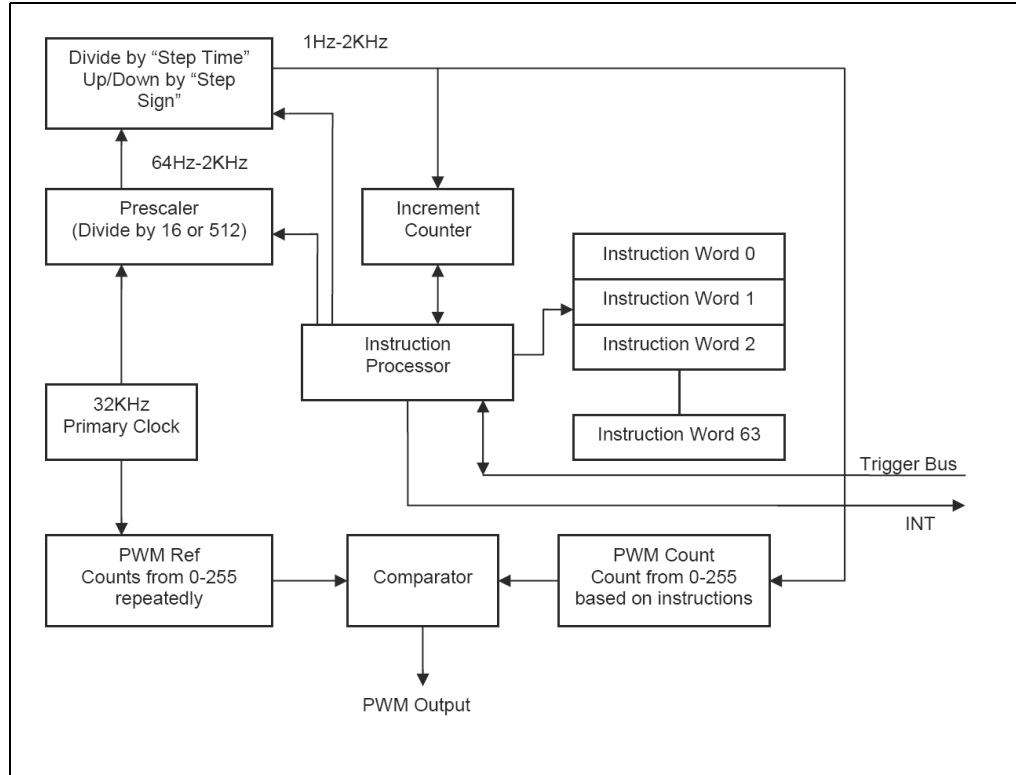 1Hz-2KHz
Divide by “Step Time”
Up/Down by “Step
Sign”
64Hz-2KHz
Prescaler
(Divide by 16 or 512)
Increment
Counter
Instruction Word 0
Instruction Word 1
Instruction Word 2
Instruction Processor
Instruction Word 63
32KHz
Primary Clock
Trigger Bus
INT
PWM Ref
Counts from 0-255
repeatedly
Comparator
PWM Count
Count from 0-255
based on instructions
PWM Output